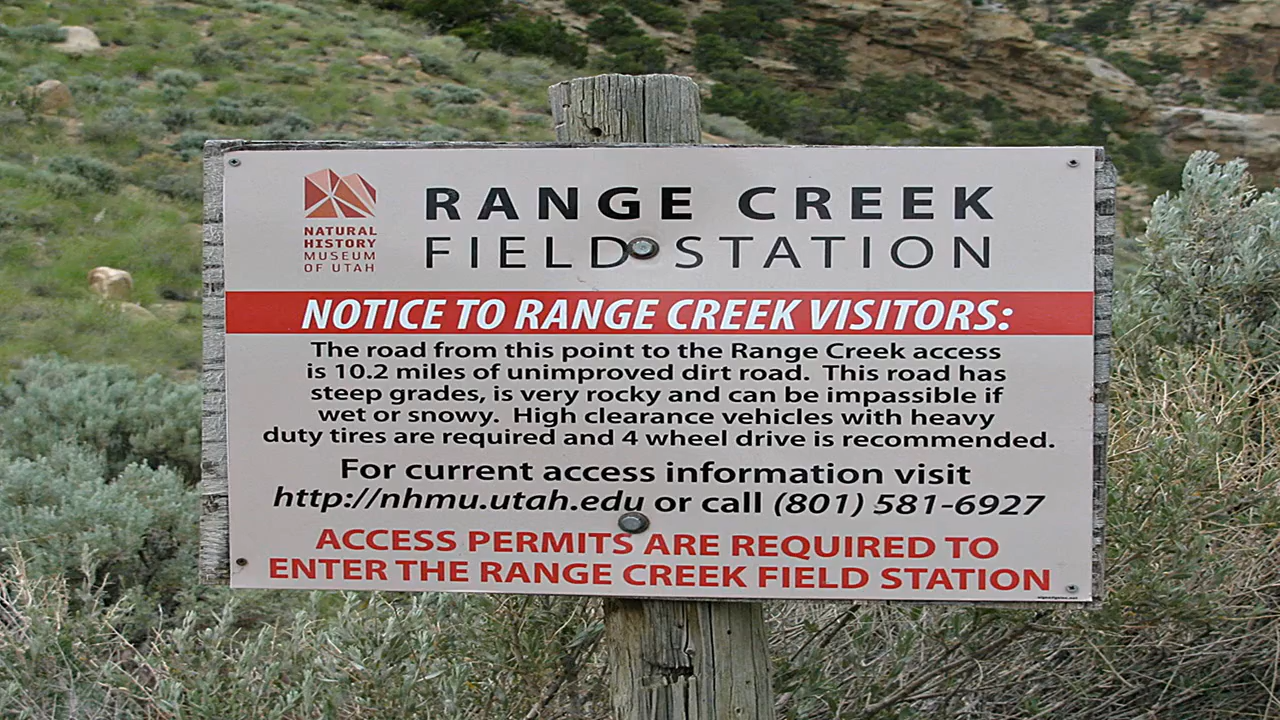 NATURAL
HISTORY
MUSEUM
OF UTAH
RANGE CREEK
FIELD STATION
NOTICE TO RANGE CREEK VISITORS:
The road from this point to the Range Creek access
is 10.2 miles of unimproved dirt road.  This road has
steep grades, is very rocky and can be impassible if
wet or snowy.  High clearance vehicles with heavy
duty tires are required and 4 wheel drive is recommended.
For current access information visit
http://nhmu.utah.edu or call (801) 581-6927
ACCESS PERMITS ARE REQUIRED TO
ENTER THE RANGE CREEK FIELD STATION